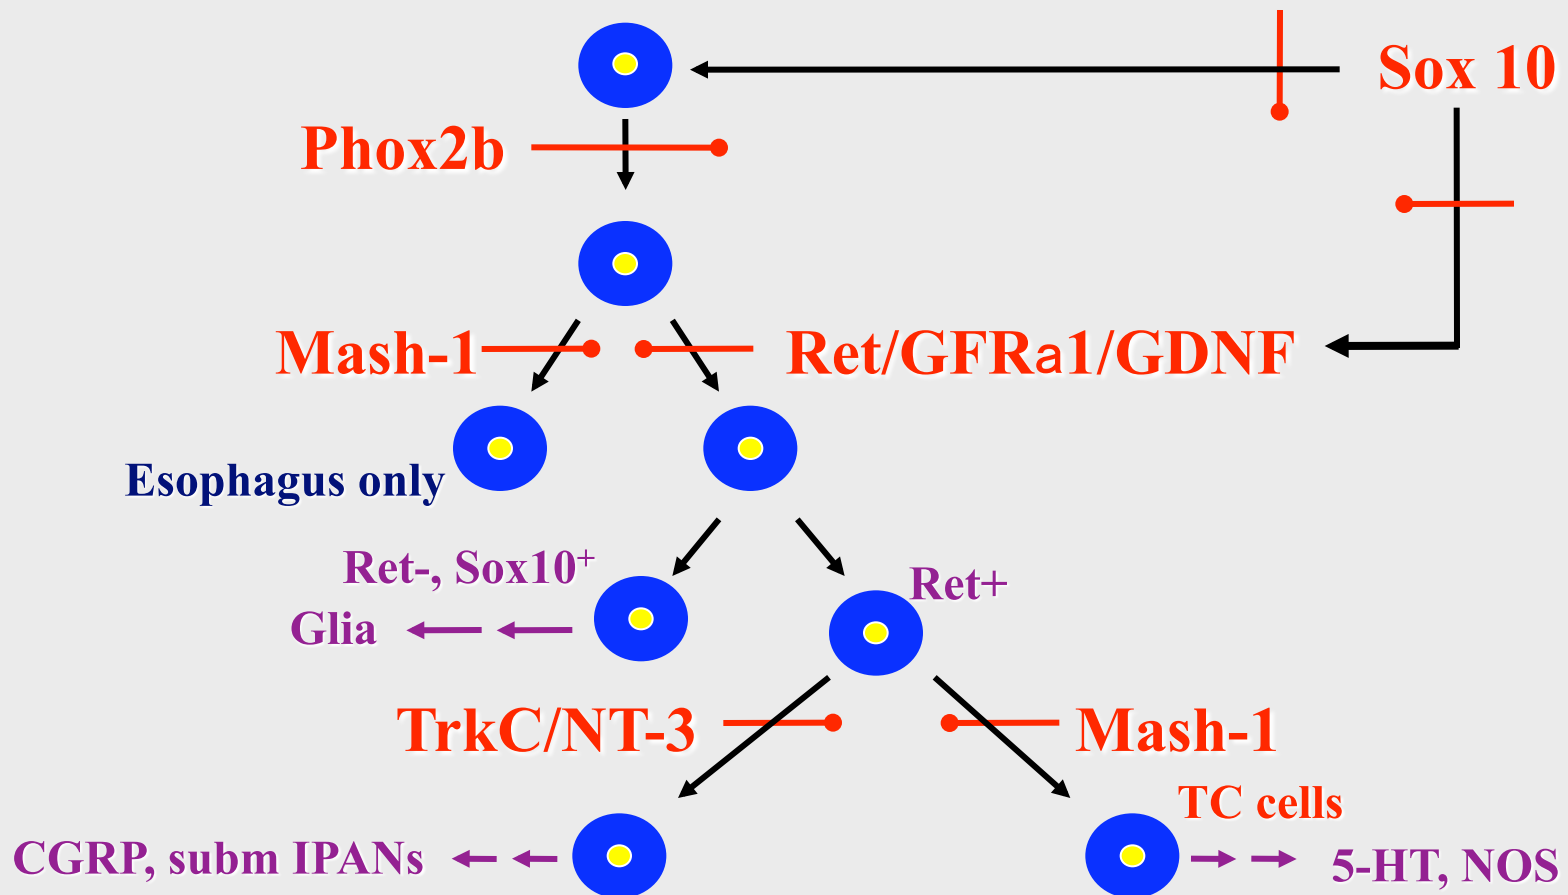 Sox 10
Phox2b
Mash-1
Ret/GFRa1/GDNF
Esophagus only
Ret-, Sox10⁺
Ret+
Glia
TrkC/NT-3
Mash-1
TC cells
CGRP, subm IPANs
5-HT, NOS